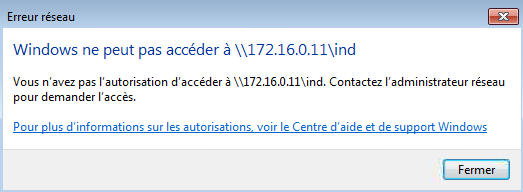 Erreur réseau
Windows ne peut pas accéder à \\172.16.0.11\ind
Vous n'avez pas l'autorisation d'accéder à \\172.16.0.11\ind. Contactez l'administrateur réseau
pour demander l'accès.
Pour plus d'informations sur les autorisations, voir le Centre d'aide et de support Windows
Fermer